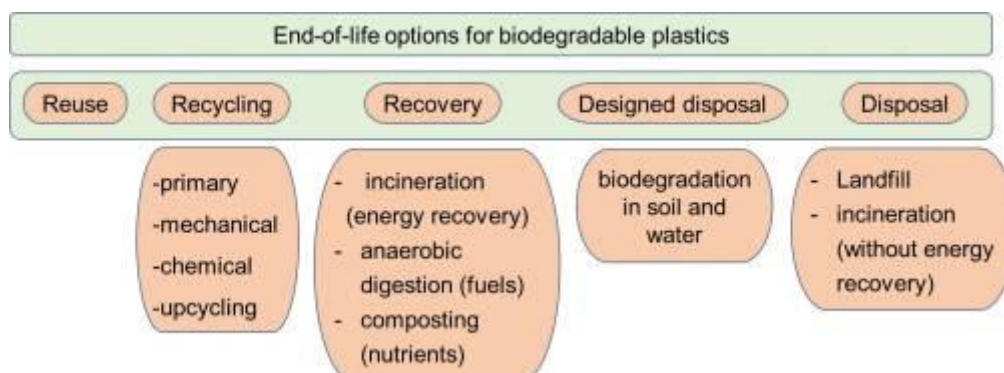 End-of-life options for biodegradable plastics
Reuse
Recycling
Recovery
Designed disposal
Disposal
-primary
-mechanical
-chemical
-upcycling
- incineration
(energy recovery)
- anaerobic
digestion (fuels)
- composting
(nutrients)
biodegradation
in soil and
water
- Landfill
- incineration
(without energy
recovery)